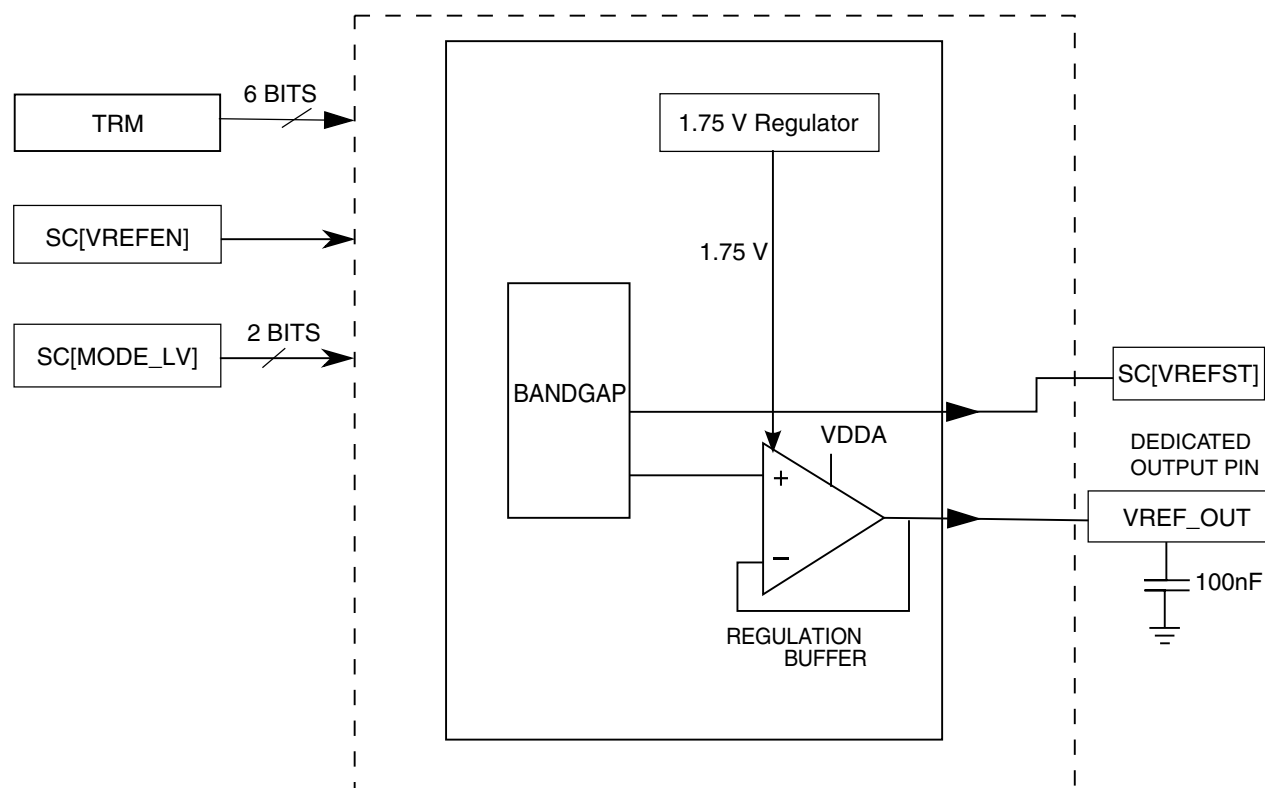 6 BITS
TRM
1.75 V Regulator
SC[VREFEN]
1.75 V
2 BITS
SC[MODE_LV]
SC[VREFST]
BANDGAP
VDDA
DEDICATED
OUTPUT PIN
+
VREF_OUT
−
100nF
REGULATION
BUFFER